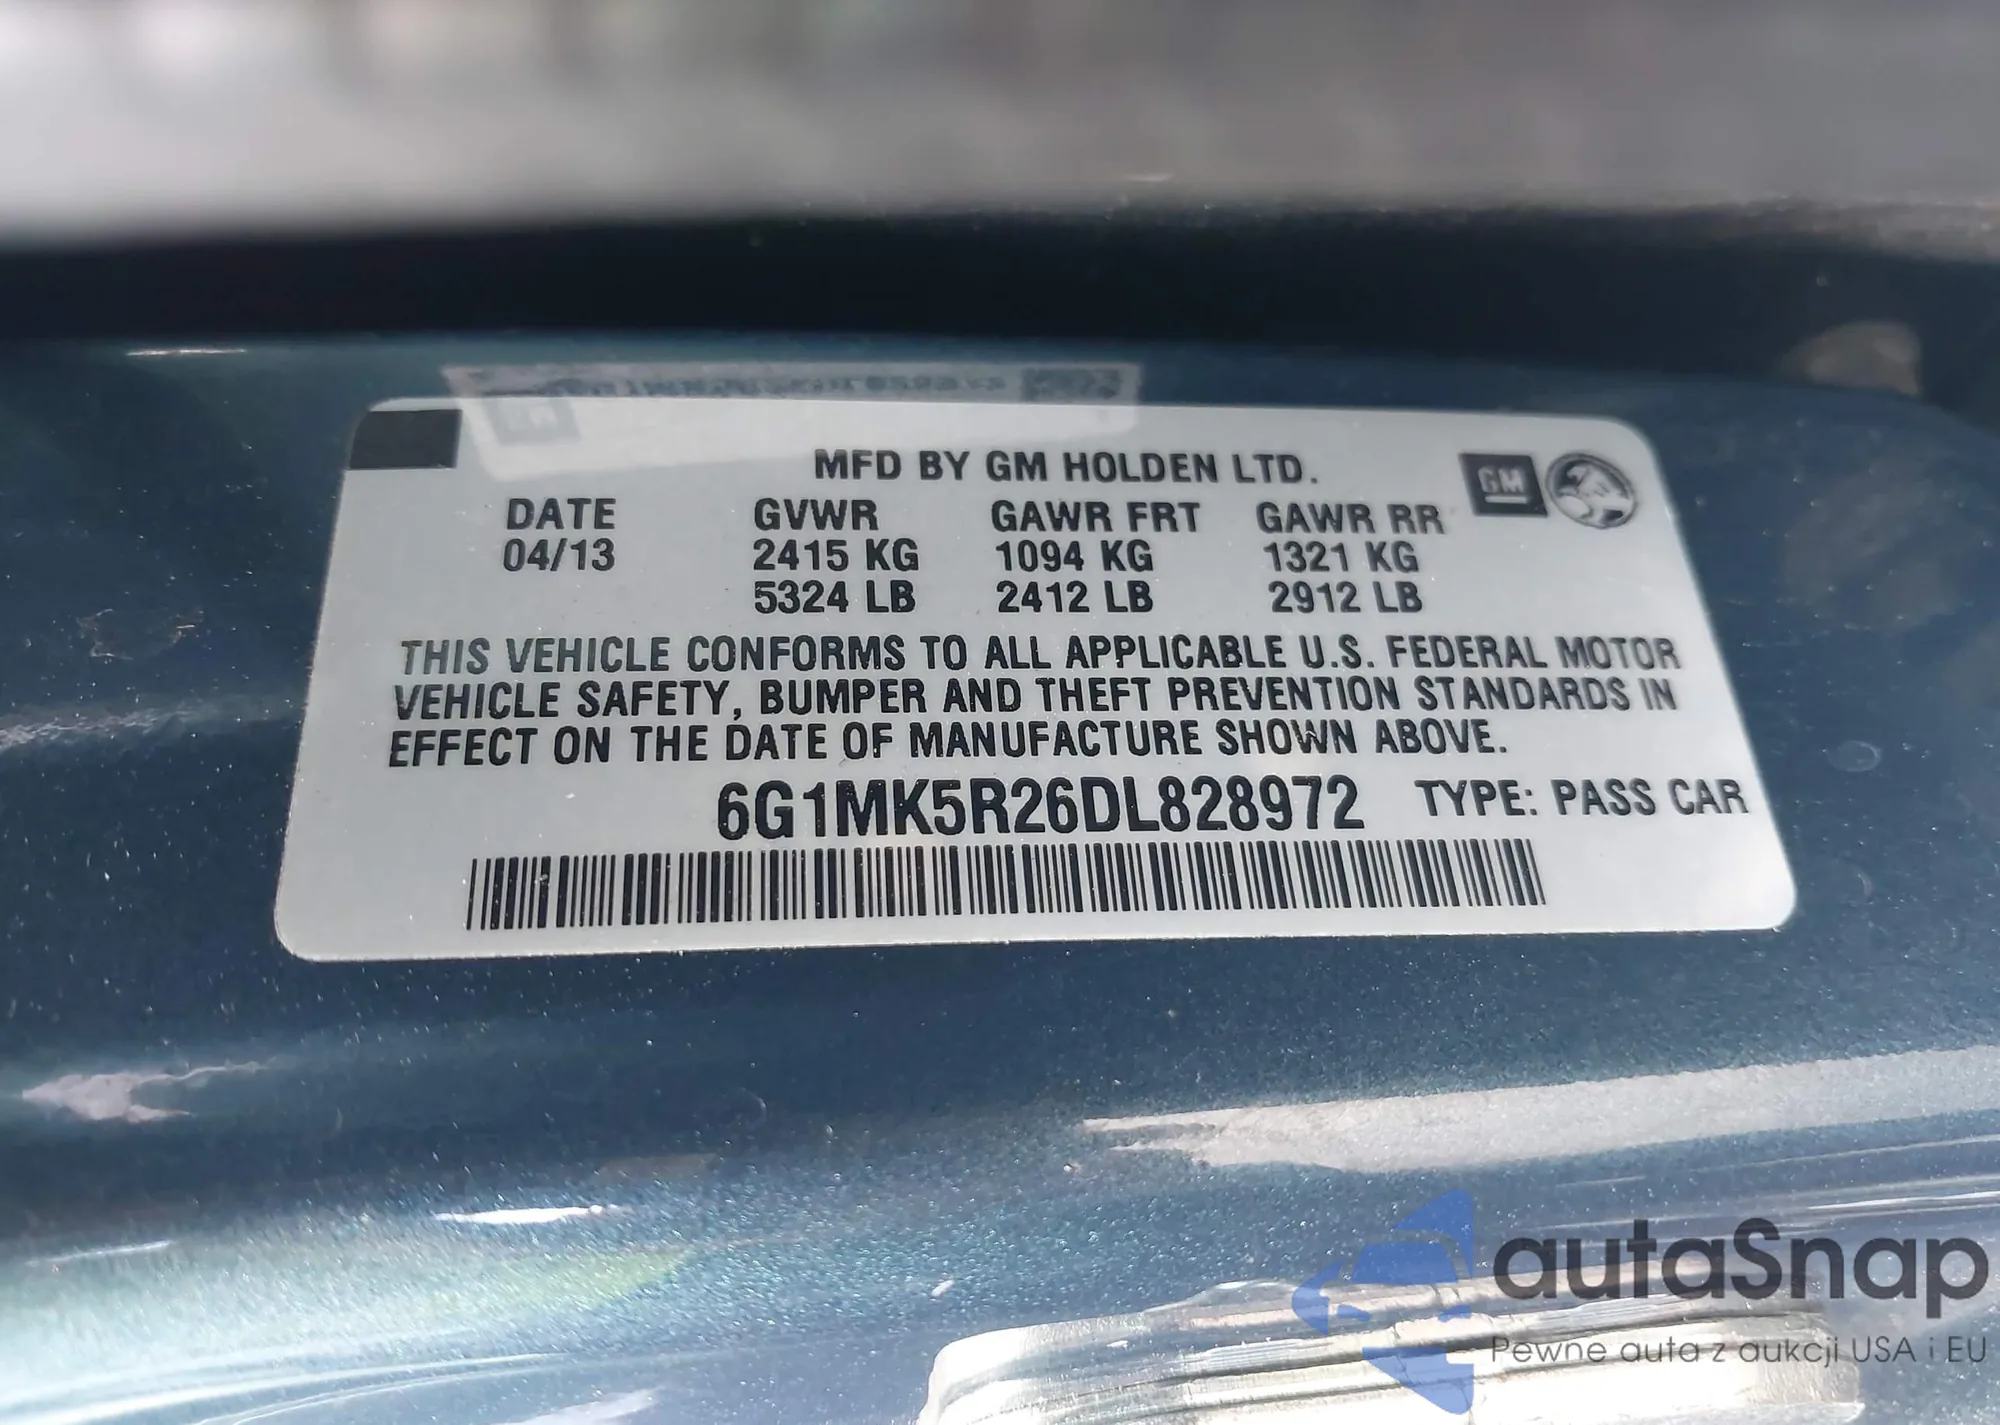 MFD BY GM HOLDEN LTD.
GM
DATE GVWR GAWR FRT GAWR RR
04/13 2415 KG 1094 KG 1321 KG
5324 LB 2412 LB 2912 LB
THIS VEHICLE CONFORMS TO ALL APPLICABLE U.S. FEDERAL MOTOR
VEHICLE SAFETY, BUMPER AND THEFT PREVENTION STANDARDS IN
EFFECT ON THE DATE OF MANUFACTURE SHOWN ABOVE.
6G1MK5R26DL828972 TYPE: PASS CAR
autaSnap
Pewne auta z aukcji USA i EU